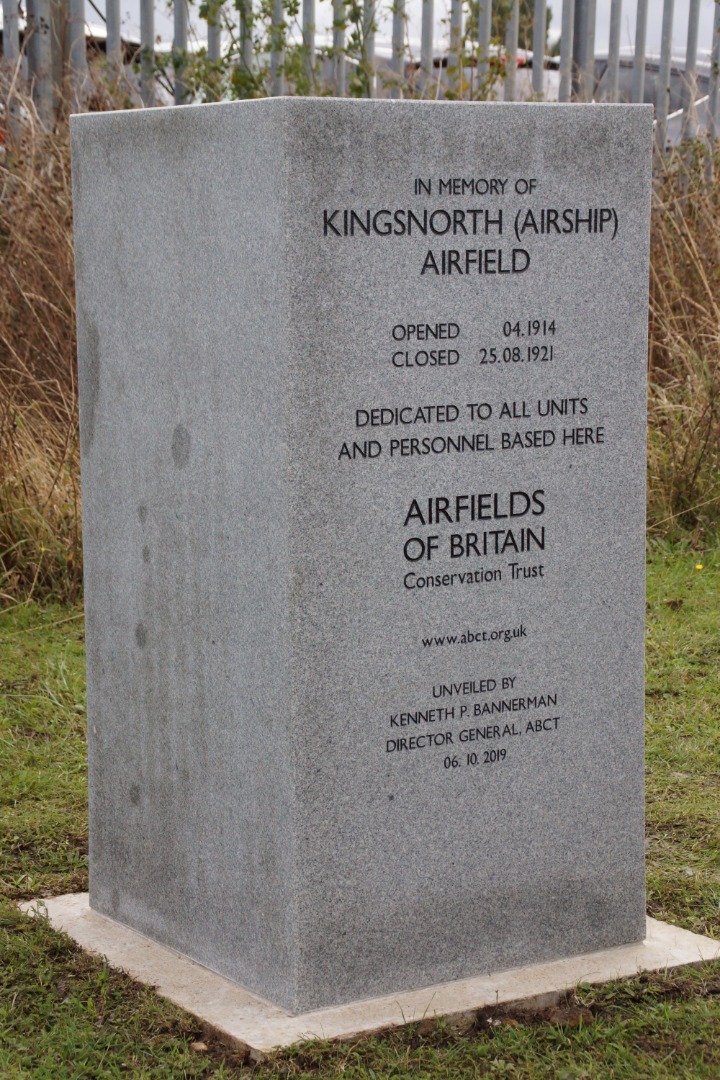 IN MEMORY OF
KINGSNORTH (AIRSHIP)
AIRFIELD
OPENED 04.1914
CLOSED 25.08.1921
DEDICATED TO ALL UNITS
AND PERSONNEL BASED HERE
AIRFIELDS
OF BRITAIN
Conservation Trust
www.abct.org.uk
UNVEILED BY
KENNETH P. BANNERMAN
DIRECTOR GENERAL, ABCT
06. 10. 2019